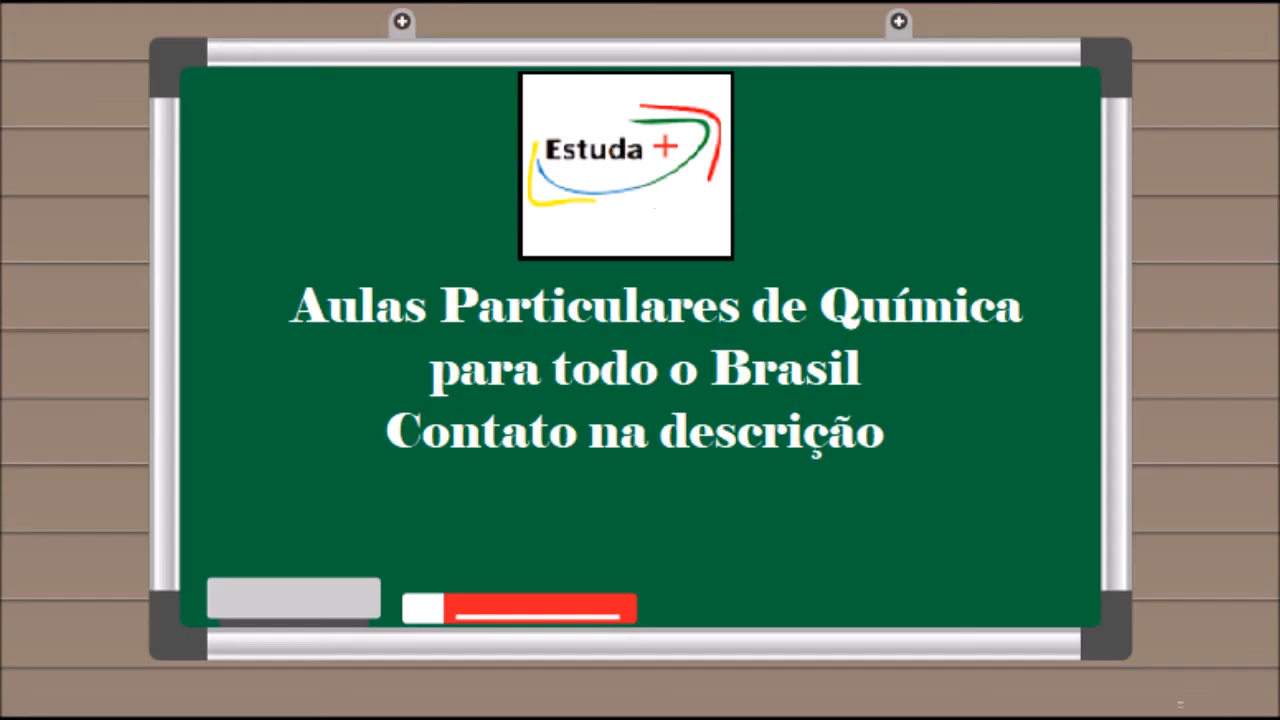 Estuda +
Aulas Particulares de Química
para todo o Brasil
Contato na descrição